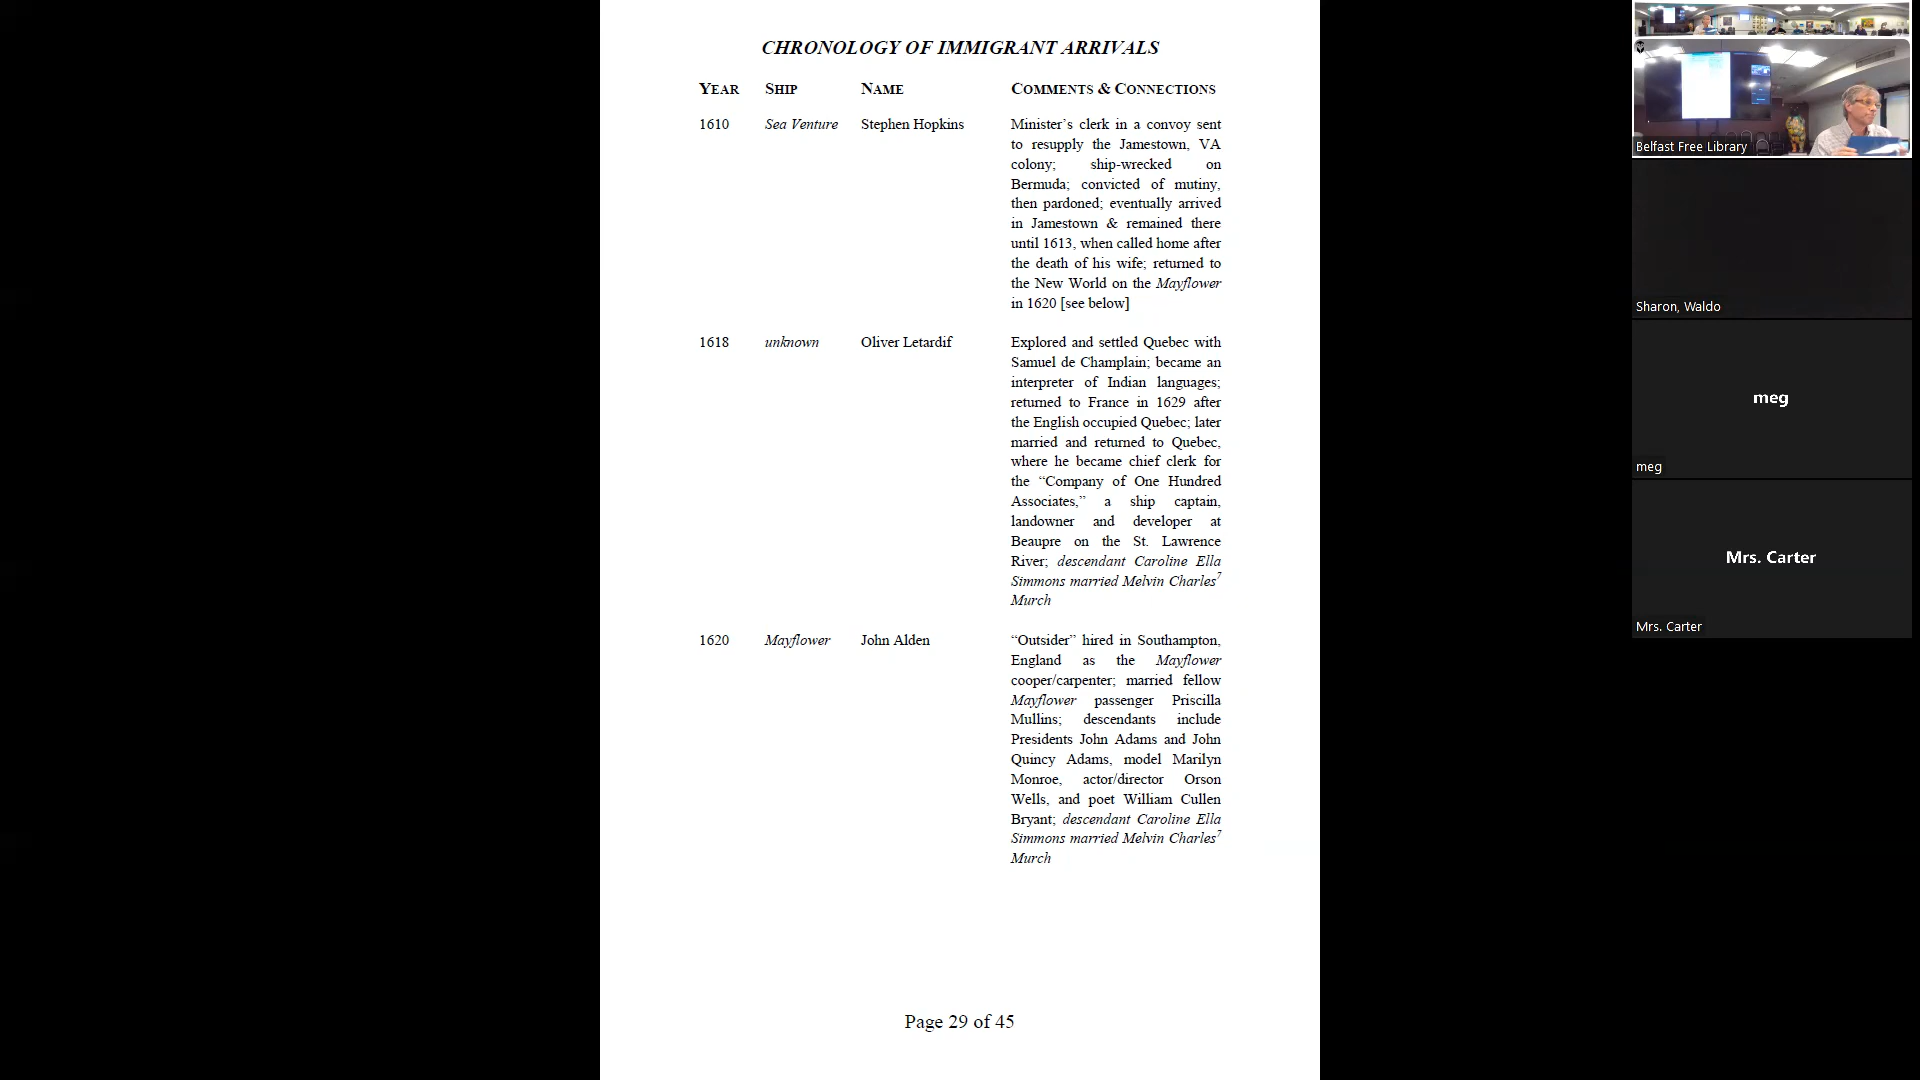 CHRONOLOGY OF IMMIGRANT ARRIVALS
YEAR SHIP NAME COMMENTS & CONNECTIONS
1610 Sea Venture Stephen Hopkins Minister’s clerk in a convoy sent
to resupply the Jamestown, VA
colony; ship-wrecked on
Bermuda; convicted of mutiny,
then pardoned; eventually arrived
in Jamestown & remained there
until 1613, when called home after
the death of his wife; returned to
the New World on the Mayflower
in 1620 [see below]
1618 unknown Oliver Letardif Explored and settled Quebec with
Samuel de Champlain; became an
interpreter of Indian languages;
returned to France in 1629 after
the English occupied Quebec; later
married and returned to Quebec,
where he became chief clerk for
the “Company of One Hundred
Associates,” a ship captain,
landowner and developer at
Beaupre on the St. Lawrence
River; descendant Caroline Ella
Simmons married Melvin Charles⁷
Murch
1620 Mayflower John Alden “Outsider” hired in Southampton,
England as the Mayflower
cooper/carpenter; married fellow
Mayflower passenger Priscilla
Mullins; descendants include
Presidents John Adams and John
Quincy Adams, model Marilyn
Monroe, actor/director Orson
Wells, and poet William Cullen
Bryant; descendant Caroline Ella
Simmons married Melvin Charles⁷
Murch
Page 29 of 45
Belfast Free Library
Sharon, Waldo
meg
meg
Mrs. Carter
Mrs. Carter